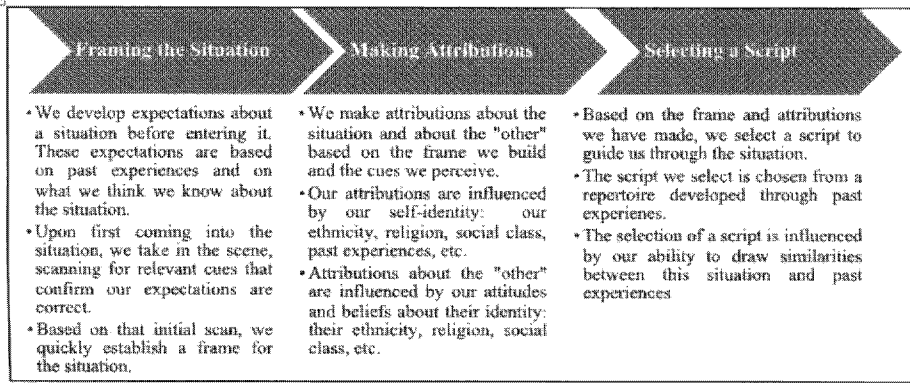 Framing the Situation
• We develop expectations about
a situation before entering it.
These expectations are based
on past experiences and on
what we think we know about
the situation.
• Upon first coming into the
situation, we take in the scene,
scanning for relevant cues that
confirm our expectations are
correct.
• Based on that initial scan, we
quickly establish a frame for
the situation.
Making Attributions
• We make attributions about the
situation and about the "other"
based on the frame we build
and the cues we perceive.
• Our attributions are influenced
by our self-identity: our
ethnicity, religion, social class,
past experiences, etc.
• Attributions about the "other"
are influenced by our attitudes
and beliefs about their identity:
their ethnicity, religion, social
class, etc.
Selecting a Script
• Based on the frame and attributions
we have made, we select a script to
guide us through the situation.
• The script we select is chosen from a
repertoire developed through past
experienes.
• The selection of a script is influenced
by our ability to draw similarities
between this situation and past
experiences